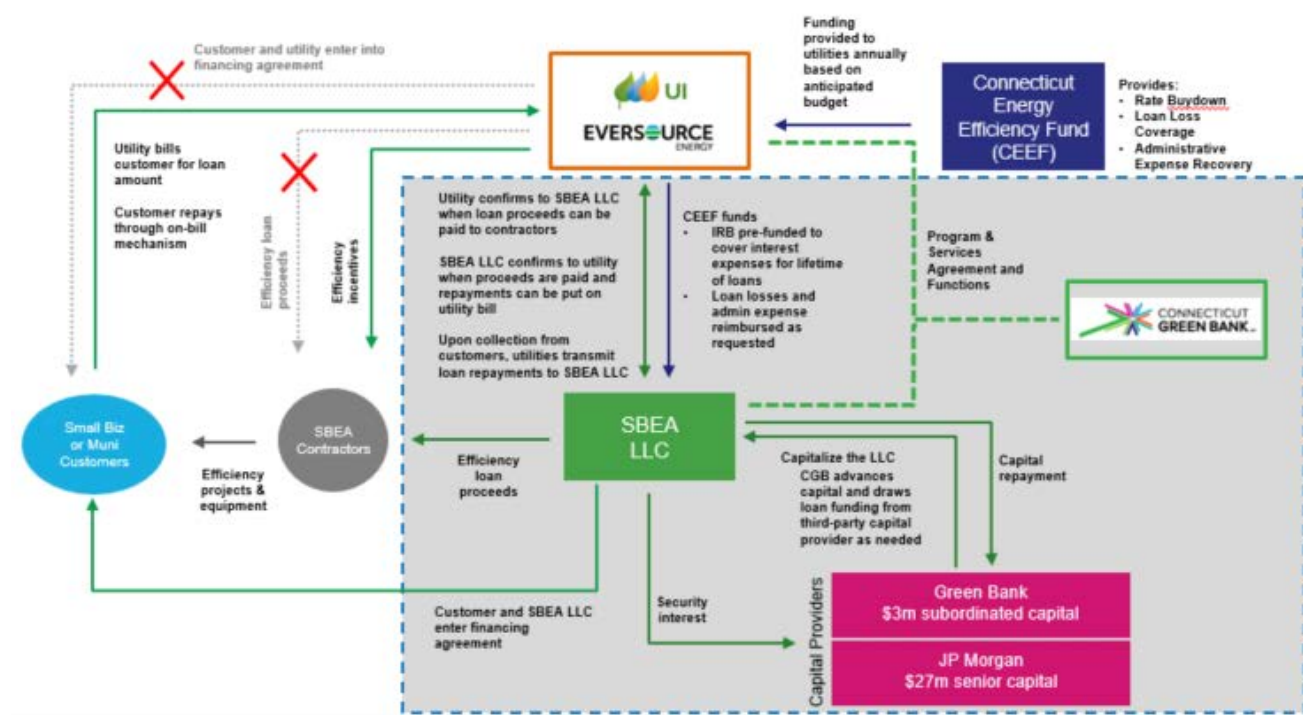 Customer and utility enter into
financing agreement
UI
EVERSOURCE
ENERGY
Funding
provided to
utilities annually
based on
anticipated
budget
Connecticut
Energy
Efficiency Fund
(CEEF)
Provides:
• Rate Buydown
• Loan Loss
Coverage
• Administrative
Expense Recovery
Utility bills
customer for loan
amount
Customer repays
through on-bill
mechanism
Efficiency loan
proceeds
Efficiency
incentives
Utility confirms to SBEA LLC
when loan proceeds can be
paid to contractors
SBEA LLC confirms to utility
when proceeds are paid and
repayments can be put on
utility bill
Upon collection from
customers, utilities transmit
loan repayments to SBEA LLC
CEEF funds
• IRB pre-funded to
cover interest
expenses for lifetime
of loans
• Loan losses and
admin expense
reimbursed as
requested
Program &
Services
Agreement and
Functions
CONNECTICUT
GREEN BANK
Small Biz
or Muni
Customers
Efficiency
projects &
equipment
SBEA
Contractors
Efficiency
loan
proceeds
SBEA
LLC
Capitalize the LLC
CGB advances
capital and draws
loan funding from
third-party capital
provider as needed
Capital
repayment
Customer and SBEA LLC
enter financing
agreement
Security
interest
Capital Providers
Green Bank
$3m subordinated capital
JP Morgan
$27m senior capital